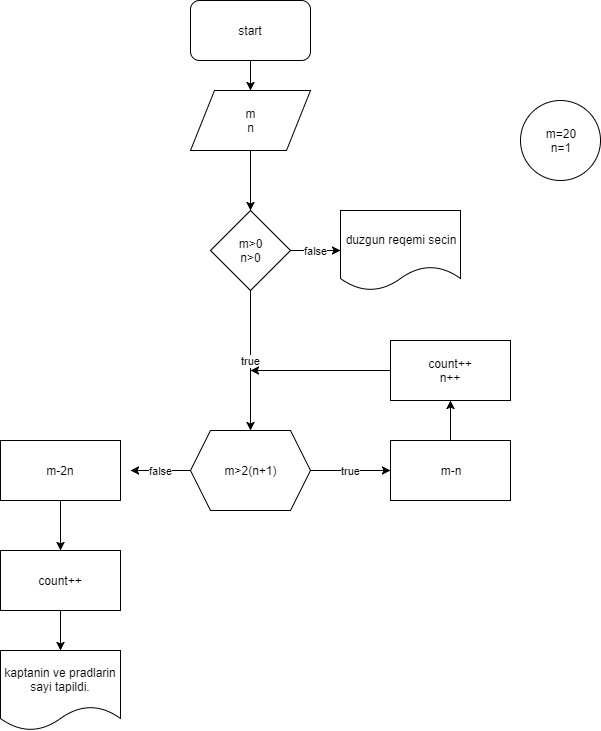 start
m
n
m=20
n=1
m>0
n>0
false
duzgun reqemi secin
true
count++
n++
m-2n
false
m>2(n+1)
true
m-n
count++
kaptanin ve pradlarin
sayi tapildi.